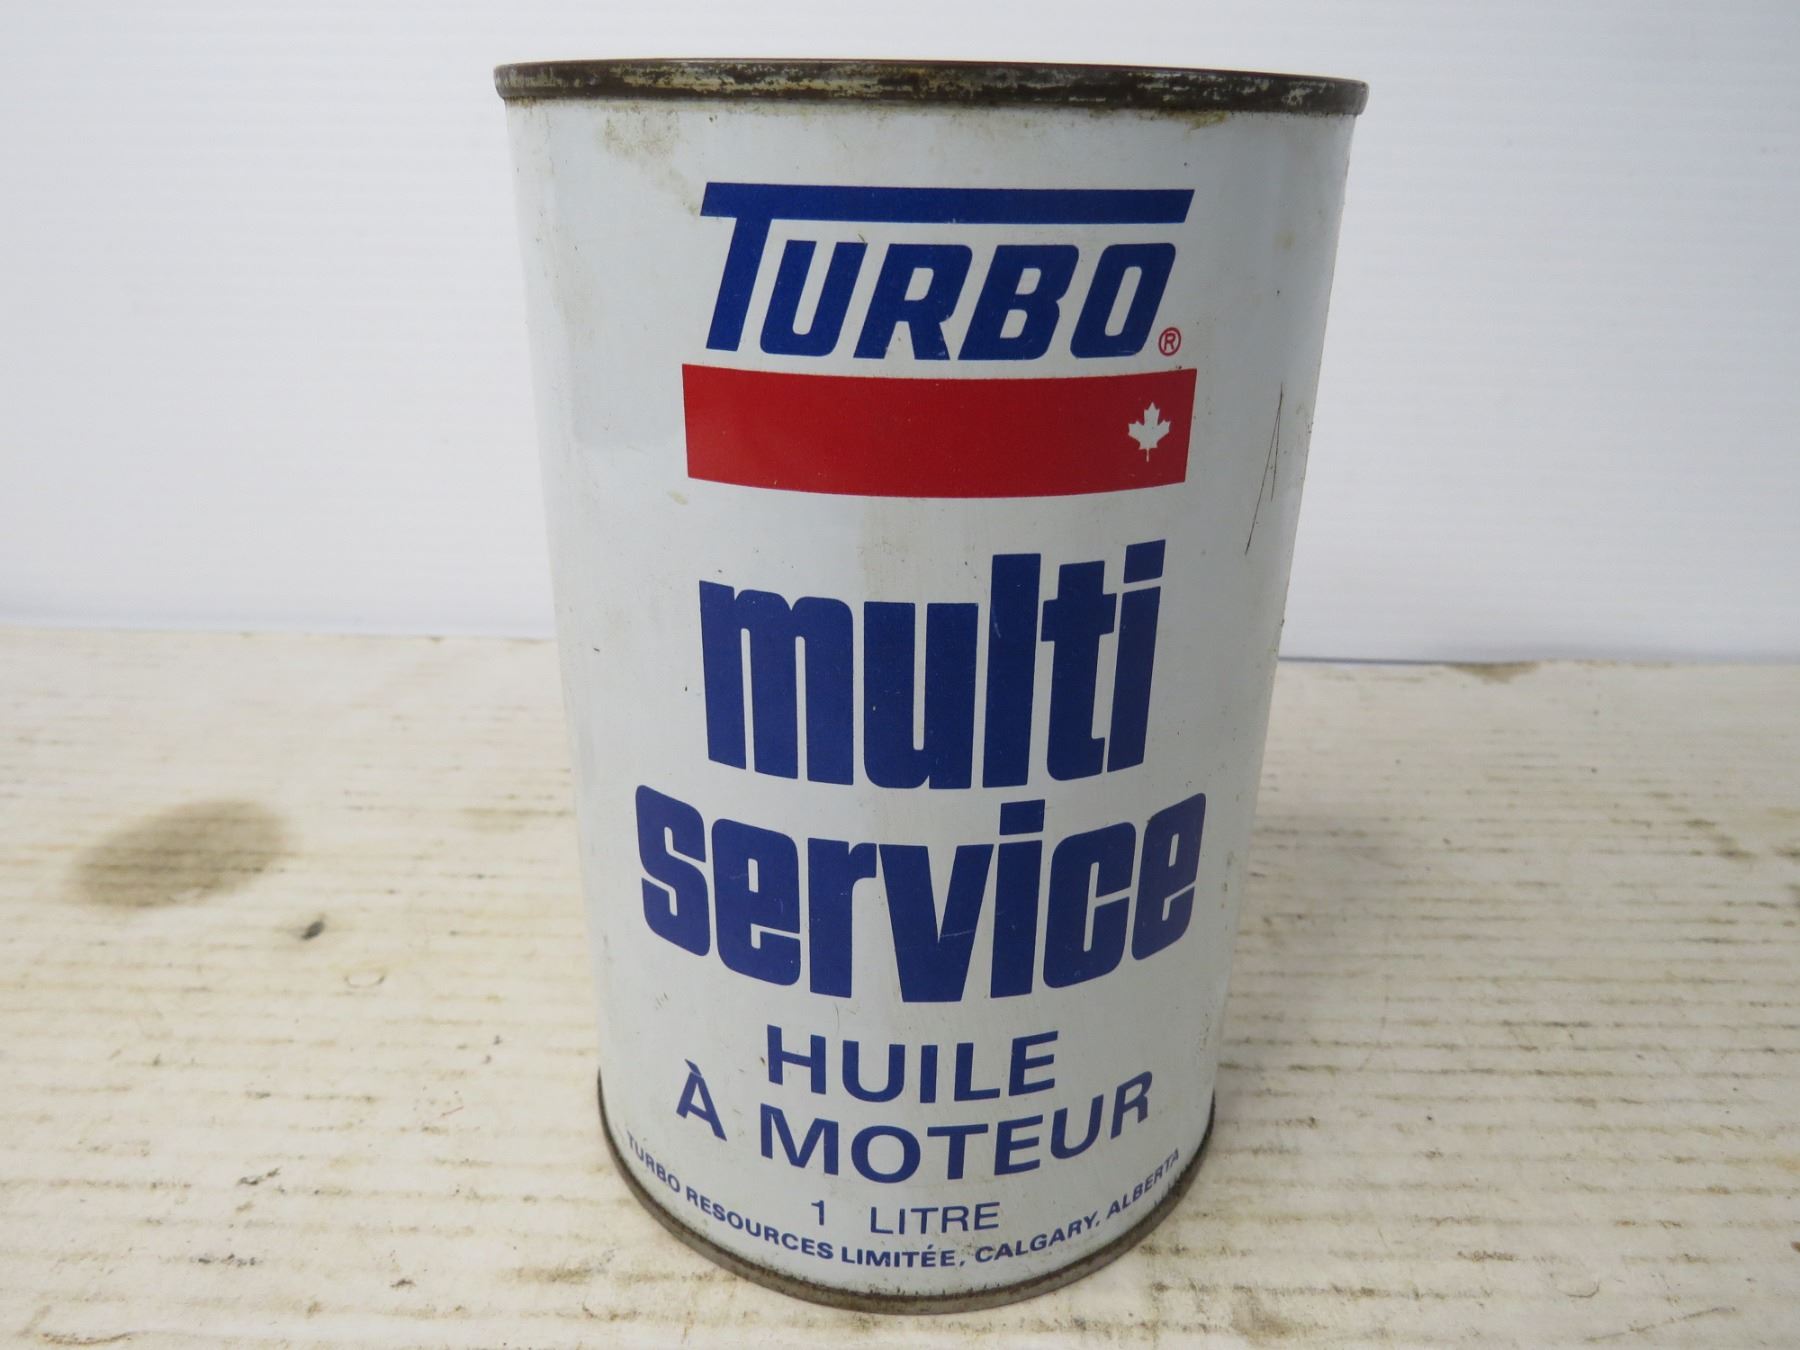 TURBO®
multi
service
HUILE
À MOTEUR
1 LITRE
TURBO RESOURCES LIMITÉE, CALGARY, ALBERTA